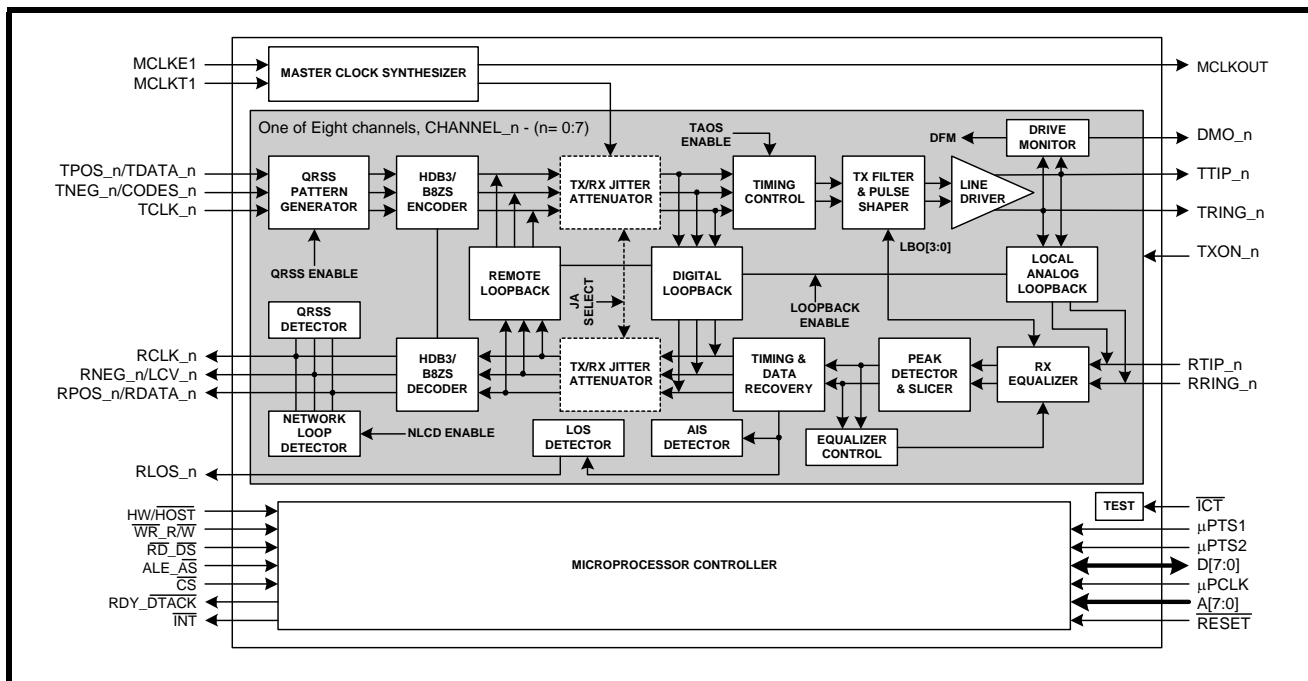 MCLKE1
MCLKT1
MASTER CLOCK SYNTHESIZER
MCLKOUT
One of Eight channels, CHANNEL_n - (n= 0:7)
TAOS
ENABLE
DFM
DRIVE
MONITOR
DMO_n
TPOS_n/TDATA_n
TNEG_n/CODES_n
TCLK_n
QRSS
PATTERN
GENERATOR
HDB3/
B8ZS
ENCODER
TX/RX JITTER
ATTENUATOR
TIMING
CONTROL
TX FILTER
& PULSE
SHAPER
LINE
DRIVER
TTIP_n
TRING_n
QRSS ENABLE
REMOTE
LOOPBACK
JA
SELECT
DIGITAL
LOOPBACK
LOOPBACK
ENABLE
LBO[3:0]
LOCAL
ANALOG
LOOPBACK
TXON_n
QRSS
DETECTOR
RCLK_n
RNEG_n/LCV_n
RPOS_n/RDATA_n
HDB3/
B8ZS
DECODER
TX/RX JITTER
ATTENUATOR
TIMING &
DATA
RECOVERY
PEAK
DETECTOR
& SLICER
RX
EQUALIZER
RTIP_n
RRING_n
NETWORK
LOOP
DETECTOR
NLCD ENABLE
LOS DETECTOR
AIS DETECTOR
EQUALIZER
CONTROL
RLOS_n
HW/HOST
WR_R/W
RD_DS
ALE_AS
CS
RDY_DTACK
INT
MICROPROCESSOR CONTROLLER
TEST
ICT
µPTS1
µPTS2
D[7:0]
µPCLK
A[7:0]
RESET